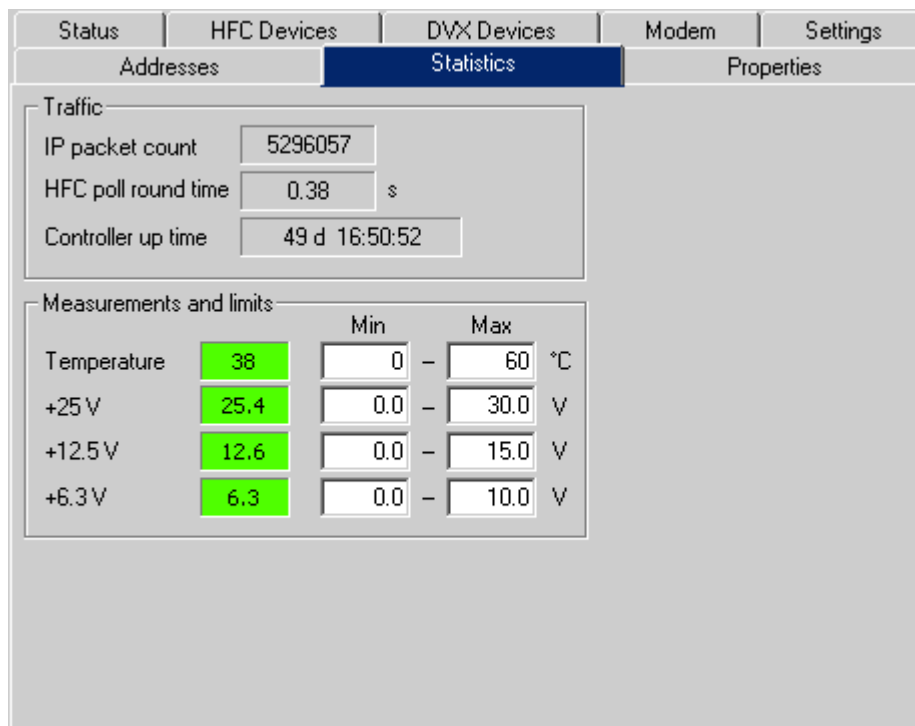 Status HFC Devices DVX Devices Modem Settings
Addresses Statistics Properties
Traffic
IP packet count 5296057
HFC poll round time 0.38 s
Controller up time 49 d 16:50:52
Measurements and limits
Min Max
Temperature 38 0 – 60 °C
+25 V 25.4 0.0 – 30.0 V
+12.5 V 12.6 0.0 – 15.0 V
+6.3 V 6.3 0.0 – 10.0 V